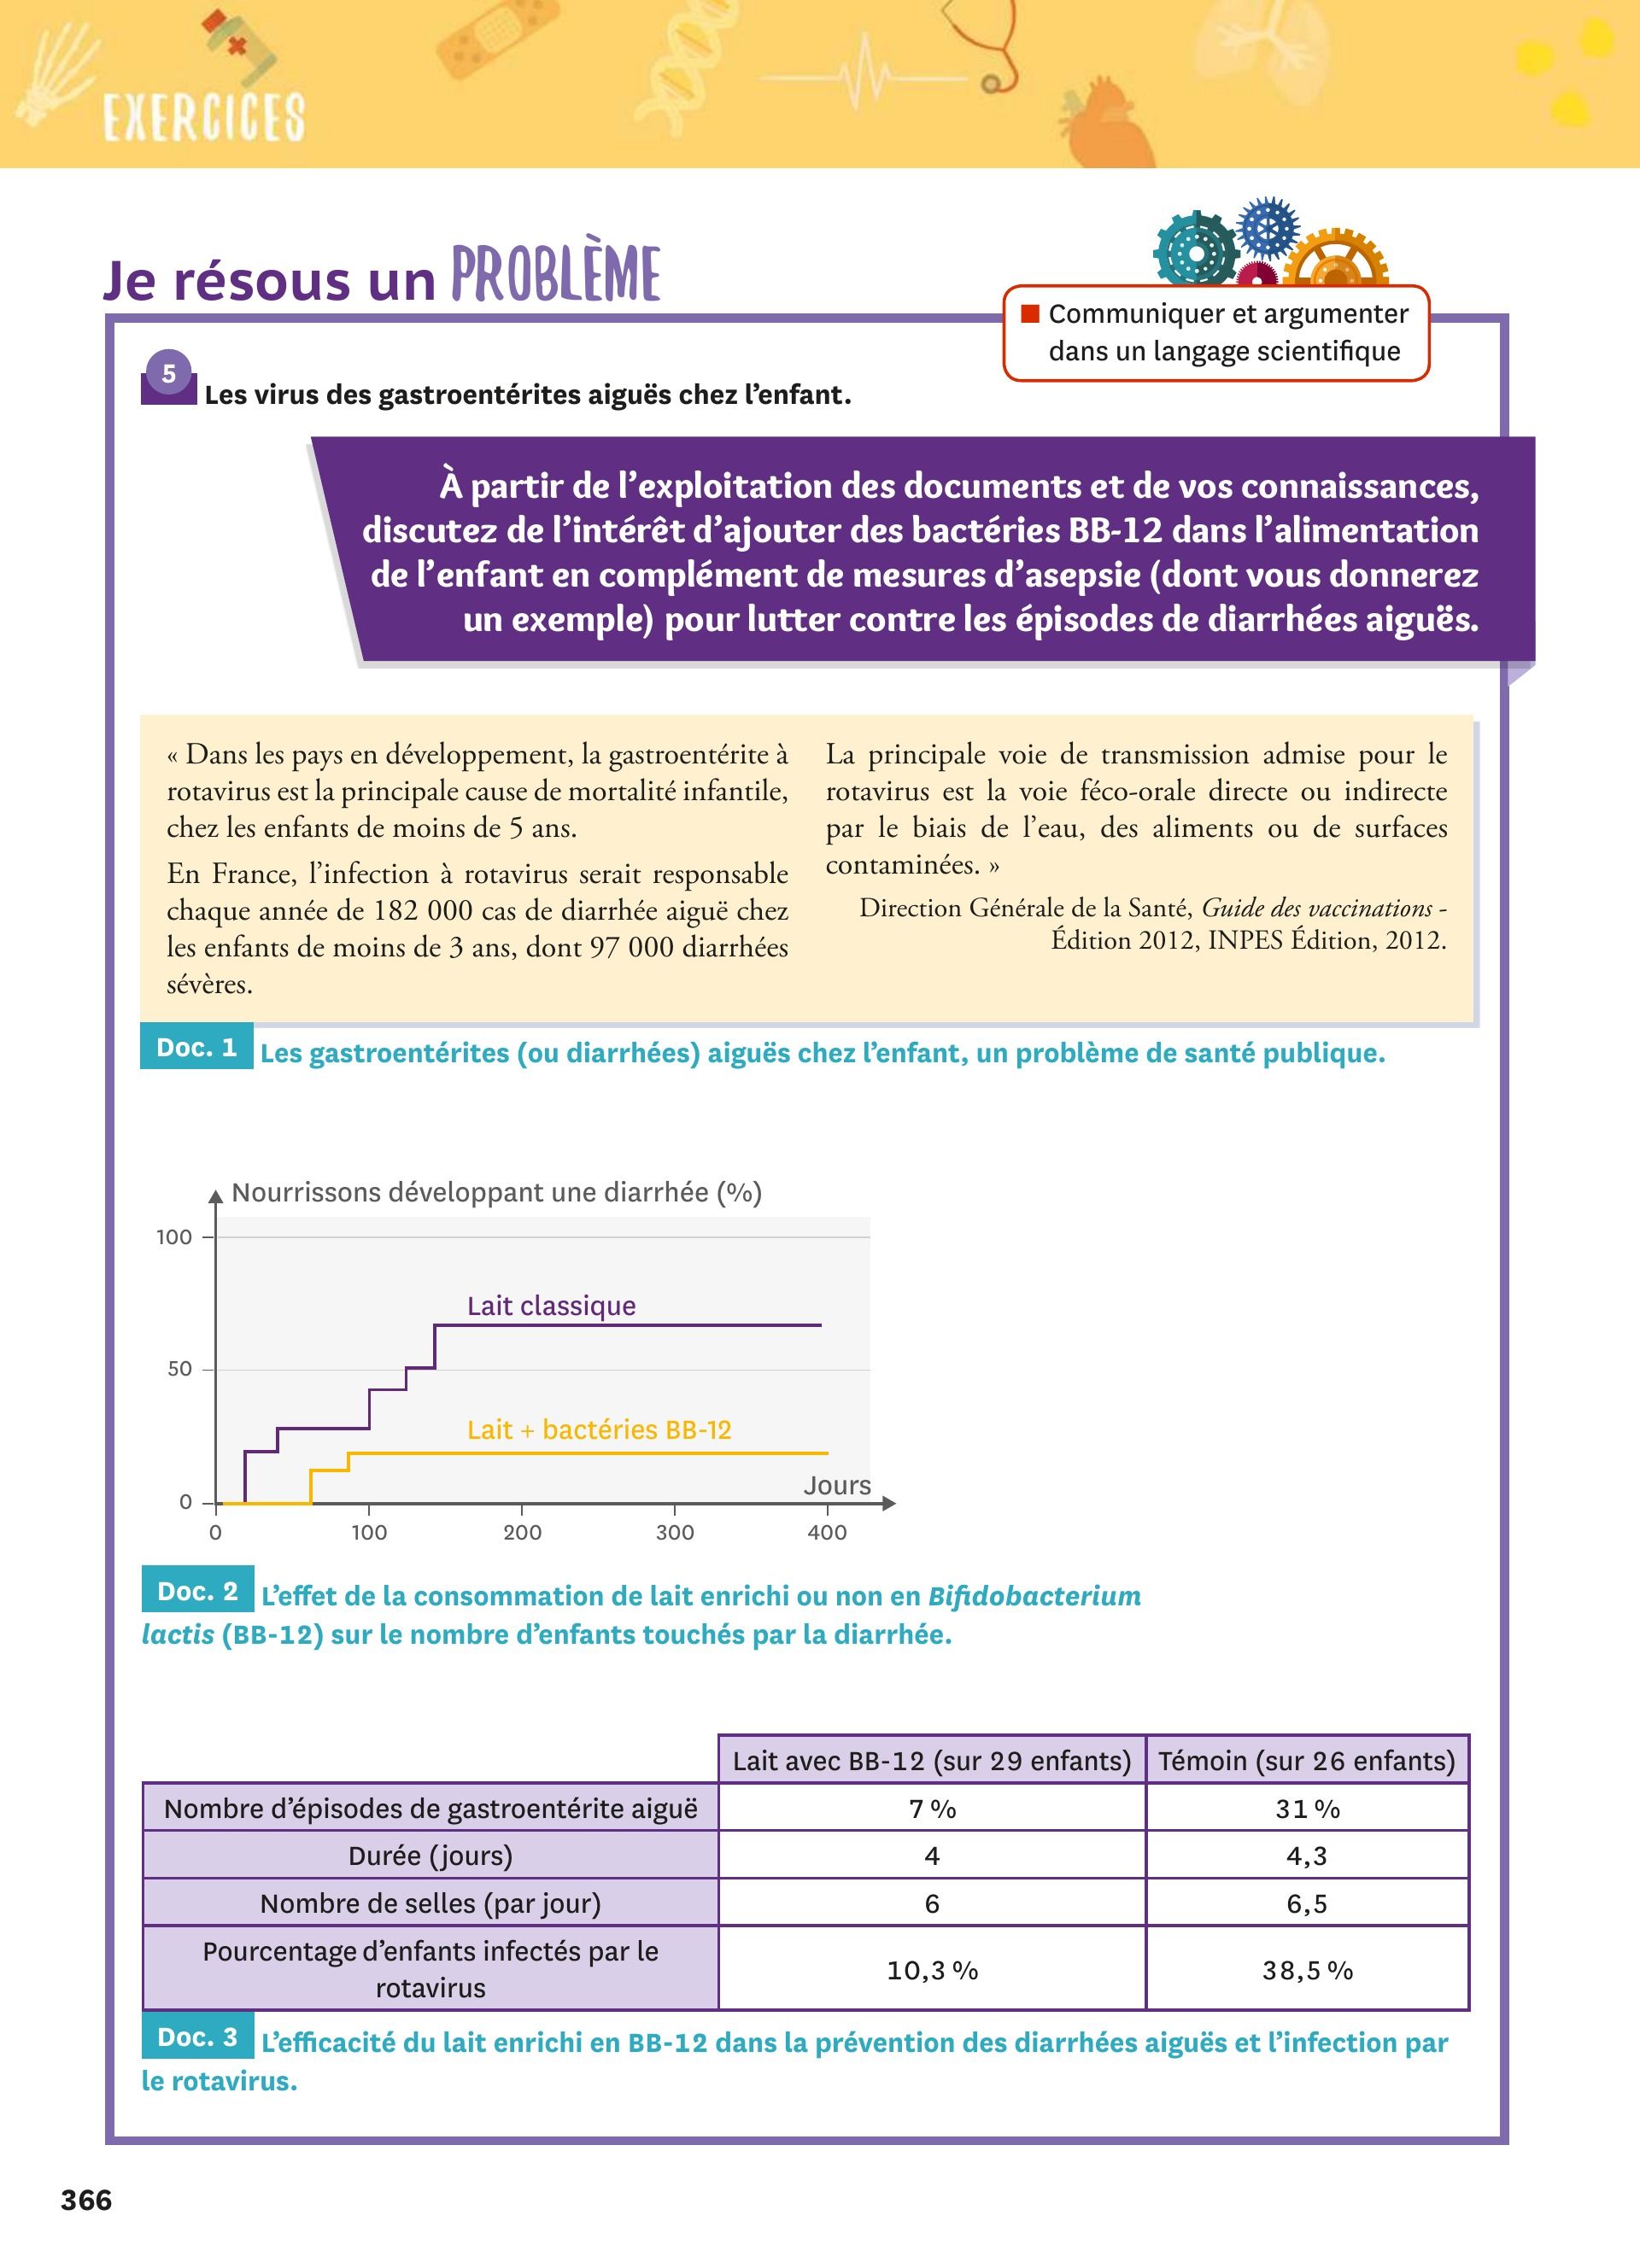 EXERCICES
Je résous un PROBLÈME
Communiquer et argumenter
dans un langage scientifique
5
Les virus des gastroentérites aiguës chez l'enfant.
À partir de l'exploitation des documents et de vos connaissances,
discutez de l'intérêt d'ajouter des bactéries BB-12 dans l'alimentation
de l'enfant en complément de mesures d'asepsie (dont vous donnerez
un exemple) pour lutter contre les épisodes de diarrhées aiguës.
« Dans les pays en développement, la gastroentérite à
rotavirus est la principale cause de mortalité infantile,
chez les enfants de moins de 5 ans.
En France, l'infection à rotavirus serait responsable
chaque année de 182 000 cas de diarrhée aiguë chez
les enfants de moins de 3 ans, dont 97 000 diarrhées
sévères.
La principale voie de transmission admise pour le
rotavirus est la voie féco-orale directe ou indirecte
par le biais de l'eau, des aliments ou de surfaces
contaminées. »
Direction Générale de la Santé, Guide des vaccinations -
Édition 2012, INPES Édition, 2012.
Doc. 1 Les gastroentérites (ou diarrhées) aiguës chez l'enfant, un problème de santé publique.
Nourrissons développant une diarrhée (%)
100
Lait classique
50
Lait + bactéries BB-12
Jours
0
0 100 200 300 400
Doc. 2 L'effet de la consommation de lait enrichi ou non en Bifidobacterium
lactis (BB-12) sur le nombre d'enfants touchés par la diarrhée.
Lait avec BB-12 (sur 29 enfants) Témoin (sur 26 enfants)
Nombre d'épisodes de gastroentérite aiguë 7 % 31 %
Durée (jours) 4 4,3
Nombre de selles (par jour) 6 6,5
Pourcentage d'enfants infectés par le
rotavirus 10,3 % 38,5 %
Doc. 3 L'efficacité du lait enrichi en BB-12 dans la prévention des diarrhées aiguës et l'infection par
le rotavirus.
366